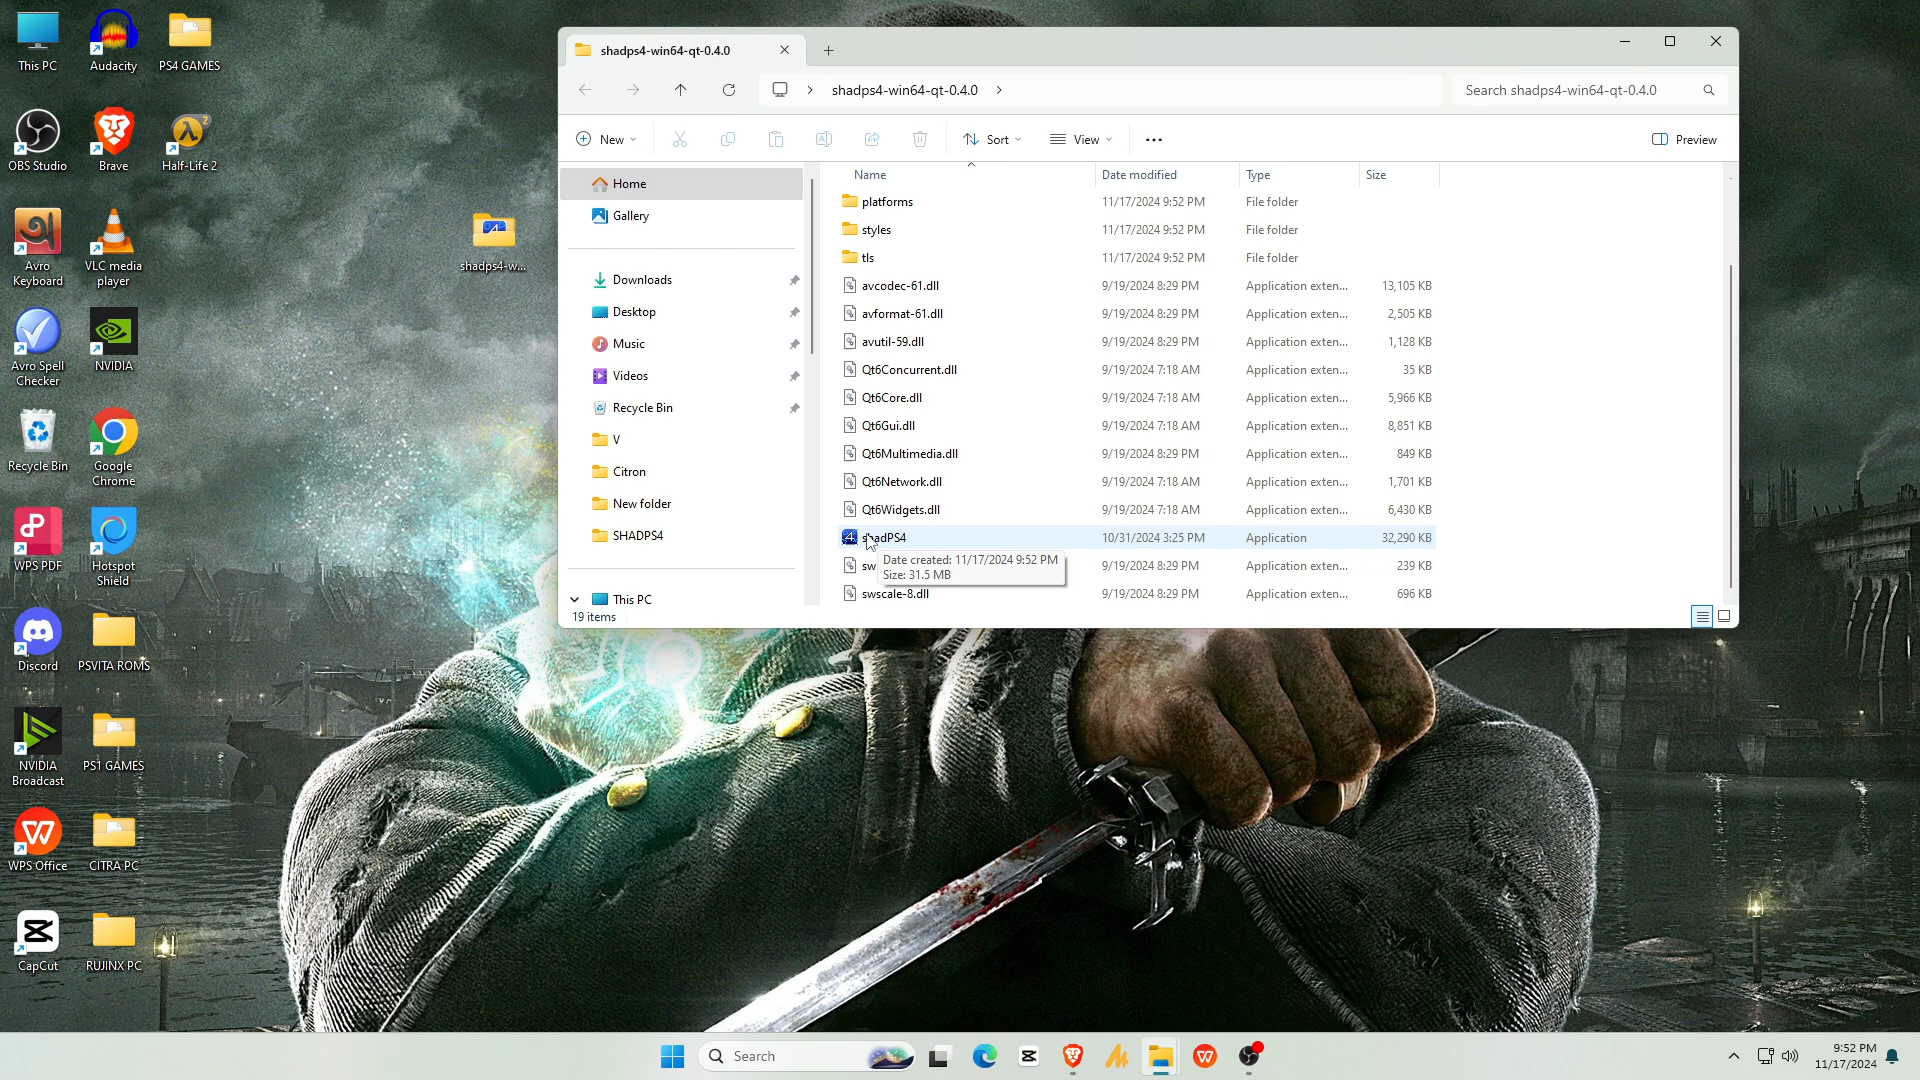 This PC
Audacity
PS4 GAMES
OBS Studio
Brave
Half-Life 2
Avro
Keyboard
VLC media
player
shadps4-w...
Avro Spell
Checker
NVIDIA
Recycle Bin
Google
Chrome
WPS PDF
Hotspot
Shield
Discord
PSVITA ROMS
NVIDIA
Broadcast
PS1 GAMES
WPS Office
CITRA PC
CapCut
RUJINX PC
shadps4-win64-qt-0.4.0
shadps4-win64-qt-0.4.0
Search shadps4-win64-qt-0.4.0
New
Sort
View
Preview
Home
Gallery
Downloads
Desktop
Music
Videos
Recycle Bin
V
Citron
New folder
SHADPS4
This PC
19 items
Name Date modified Type Size
platforms 11/17/2024 9:52 PM File folder
styles 11/17/2024 9:52 PM File folder
tls 11/17/2024 9:52 PM File folder
avcodec-61.dll 9/19/2024 8:29 PM Application exten... 13,105 KB
avformat-61.dll 9/19/2024 8:29 PM Application exten... 2,505 KB
avutil-59.dll 9/19/2024 8:29 PM Application exten... 1,128 KB
Qt6Concurrent.dll 9/19/2024 7:18 AM Application exten... 35 KB
Qt6Core.dll 9/19/2024 7:18 AM Application exten... 5,966 KB
Qt6Gui.dll 9/19/2024 7:18 AM Application exten... 8,851 KB
Qt6Multimedia.dll 9/19/2024 8:29 PM Application exten... 849 KB
Qt6Network.dll 9/19/2024 7:18 AM Application exten... 1,701 KB
Qt6Widgets.dll 9/19/2024 7:18 AM Application exten... 6,430 KB
shadPS4 10/31/2024 3:25 PM Application 32,290 KB
sw 9/19/2024 8:29 PM Application exten... 239 KB
Date created: 11/17/2024 9:52 PM
Size: 31.5 MB
swscale-8.dll 9/19/2024 8:29 PM Application exten... 696 KB
Search
9:52 PM
11/17/2024